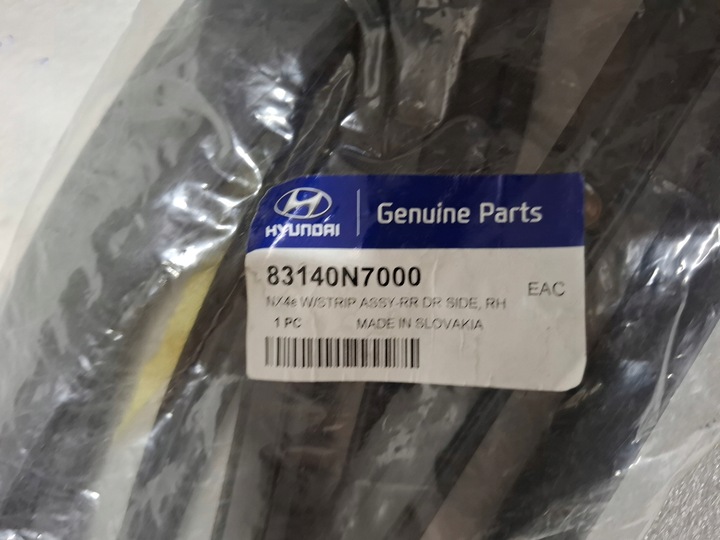 HYUNDAI
Genuine Parts
83140N7000
EAC
NX4e W/STRIP ASSY-RR DR SIDE, RH
1 PC MADE IN SLOVAKIA